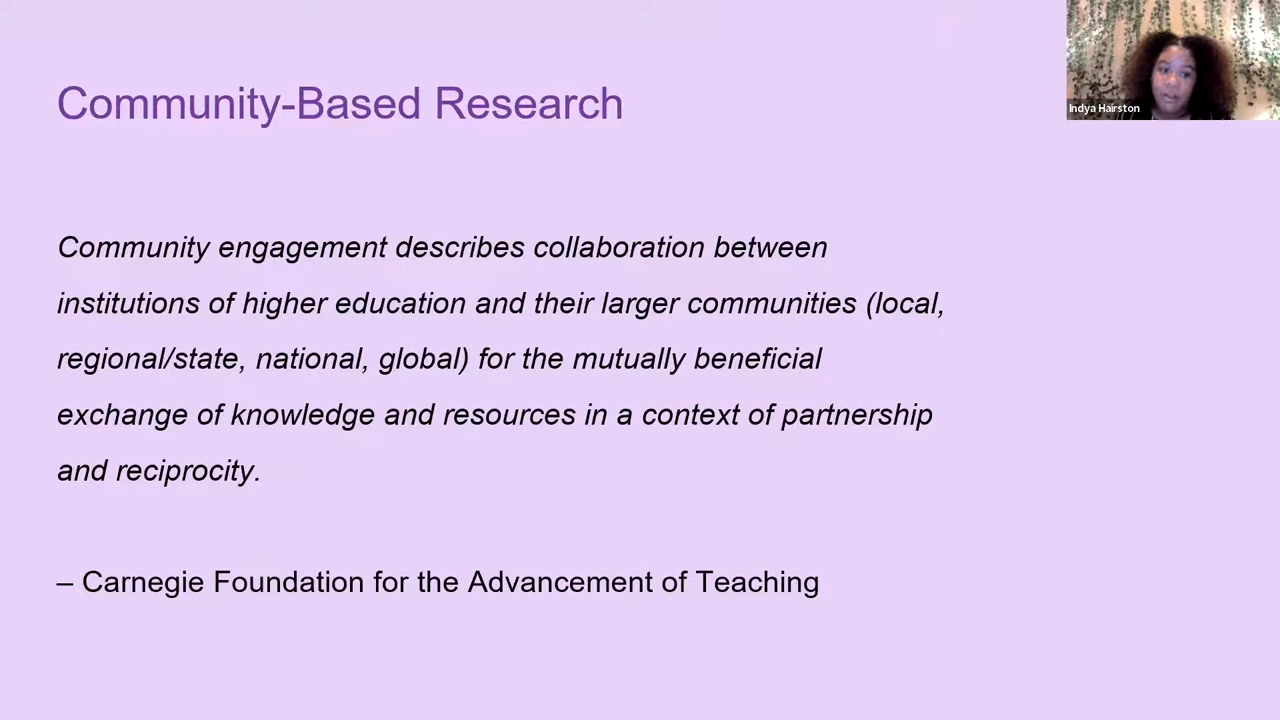 Community-Based Research
Indya Hairston
Community engagement describes collaboration between
institutions of higher education and their larger communities (local,
regional/state, national, global) for the mutually beneficial
exchange of knowledge and resources in a context of partnership
and reciprocity.
– Carnegie Foundation for the Advancement of Teaching